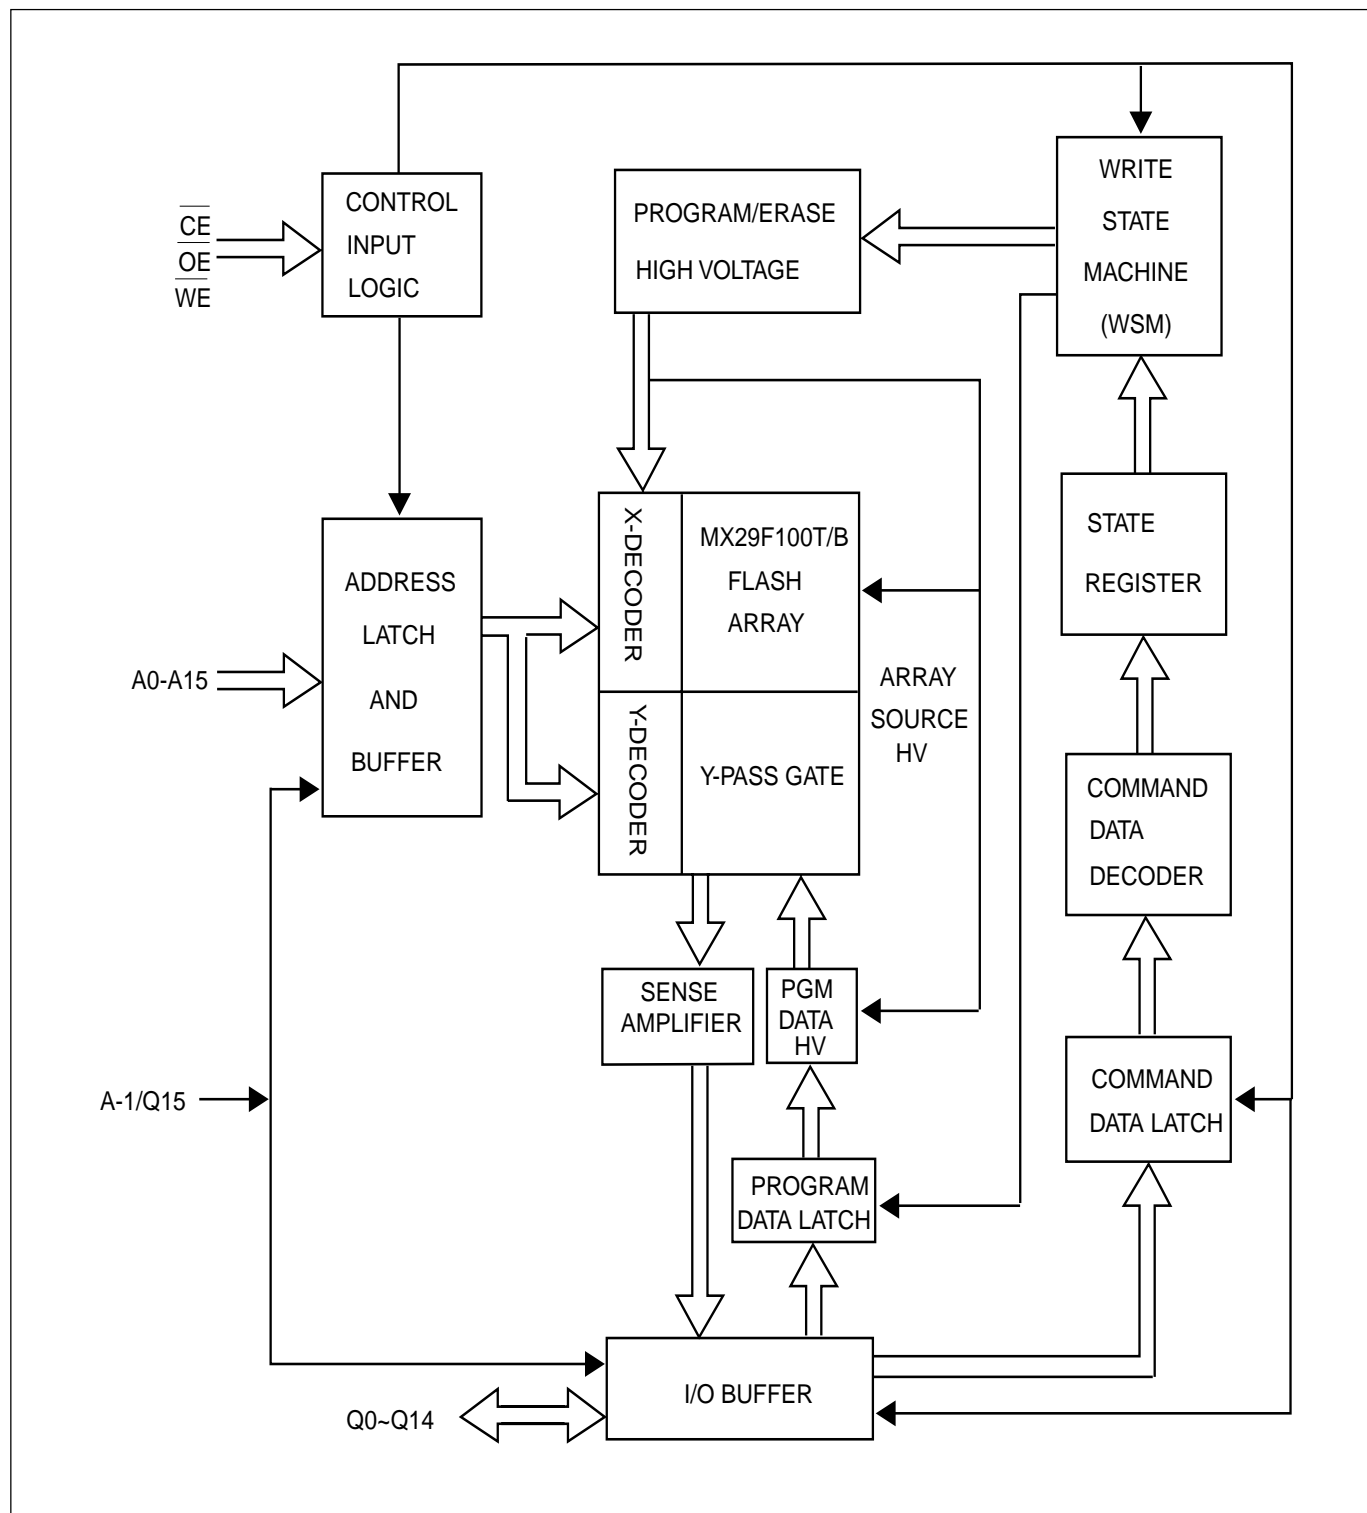 CE
OE
WE
CONTROL
INPUT
LOGIC
PROGRAM/ERASE
HIGH VOLTAGE
WRITE
STATE
MACHINE
(WSM)
STATE
REGISTER
ADDRESS
LATCH
AND
BUFFER
A0-A15
X-DECODER
MX29F100T/B
FLASH
ARRAY
Y-DECODER
Y-PASS GATE
ARRAY
SOURCE
HV
COMMAND
DATA
DECODER
SENSE
AMPLIFIER
PGM
DATA
HV
COMMAND
DATA LATCH
A-1/Q15
PROGRAM
DATA LATCH
I/O BUFFER
Q0~Q14